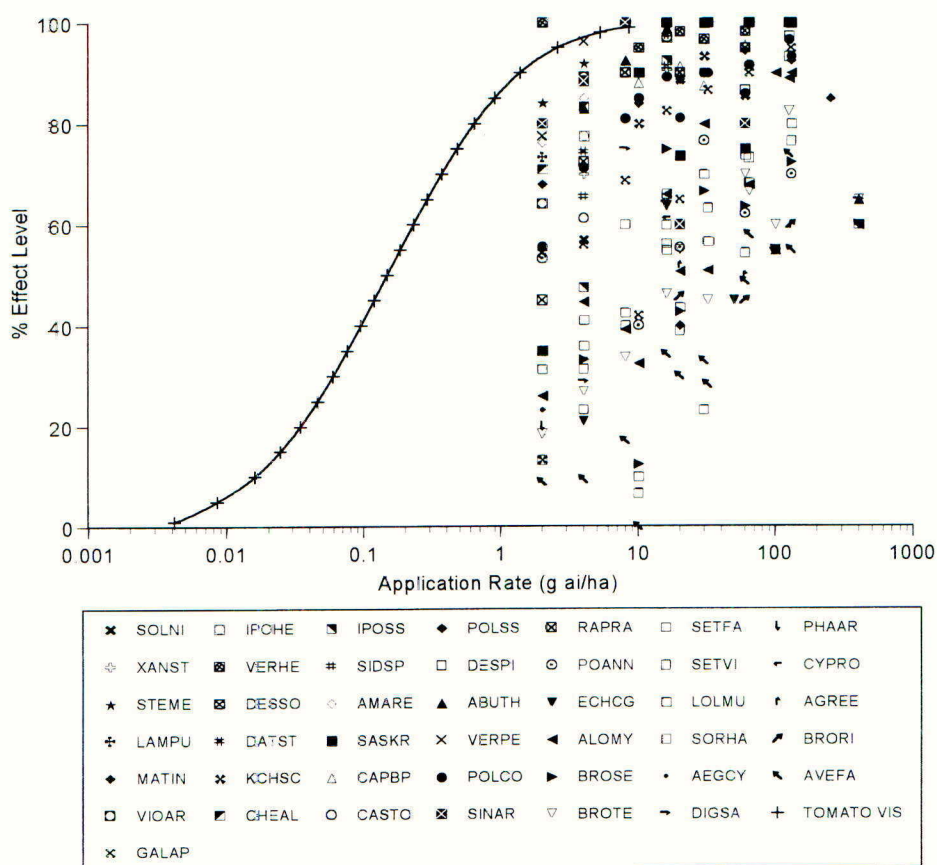 % Effect Level
100
80
60
40
20
0
0.001 0.01 0.1 1 10 100 1000
Application Rate (g ai/ha)
SOLNI IPOHE IPOSS POLSS RAPRA SETFA PHAAR
XANST VERHE SIDSP DESPI POANN SETVI CYPRO
STEME DESSO AMARE ABUTH ECHCG LOLMU AGREE
LAMPU DATST SASKR VERPE ALOMY SORHA BRORI
MATIN KCHSC CAPBP POLCO BROSE AEGCY AVEFA
VIOAR CHEAL CASTO SINAR BROTE DIGSA TOMATO VIS
GALAP